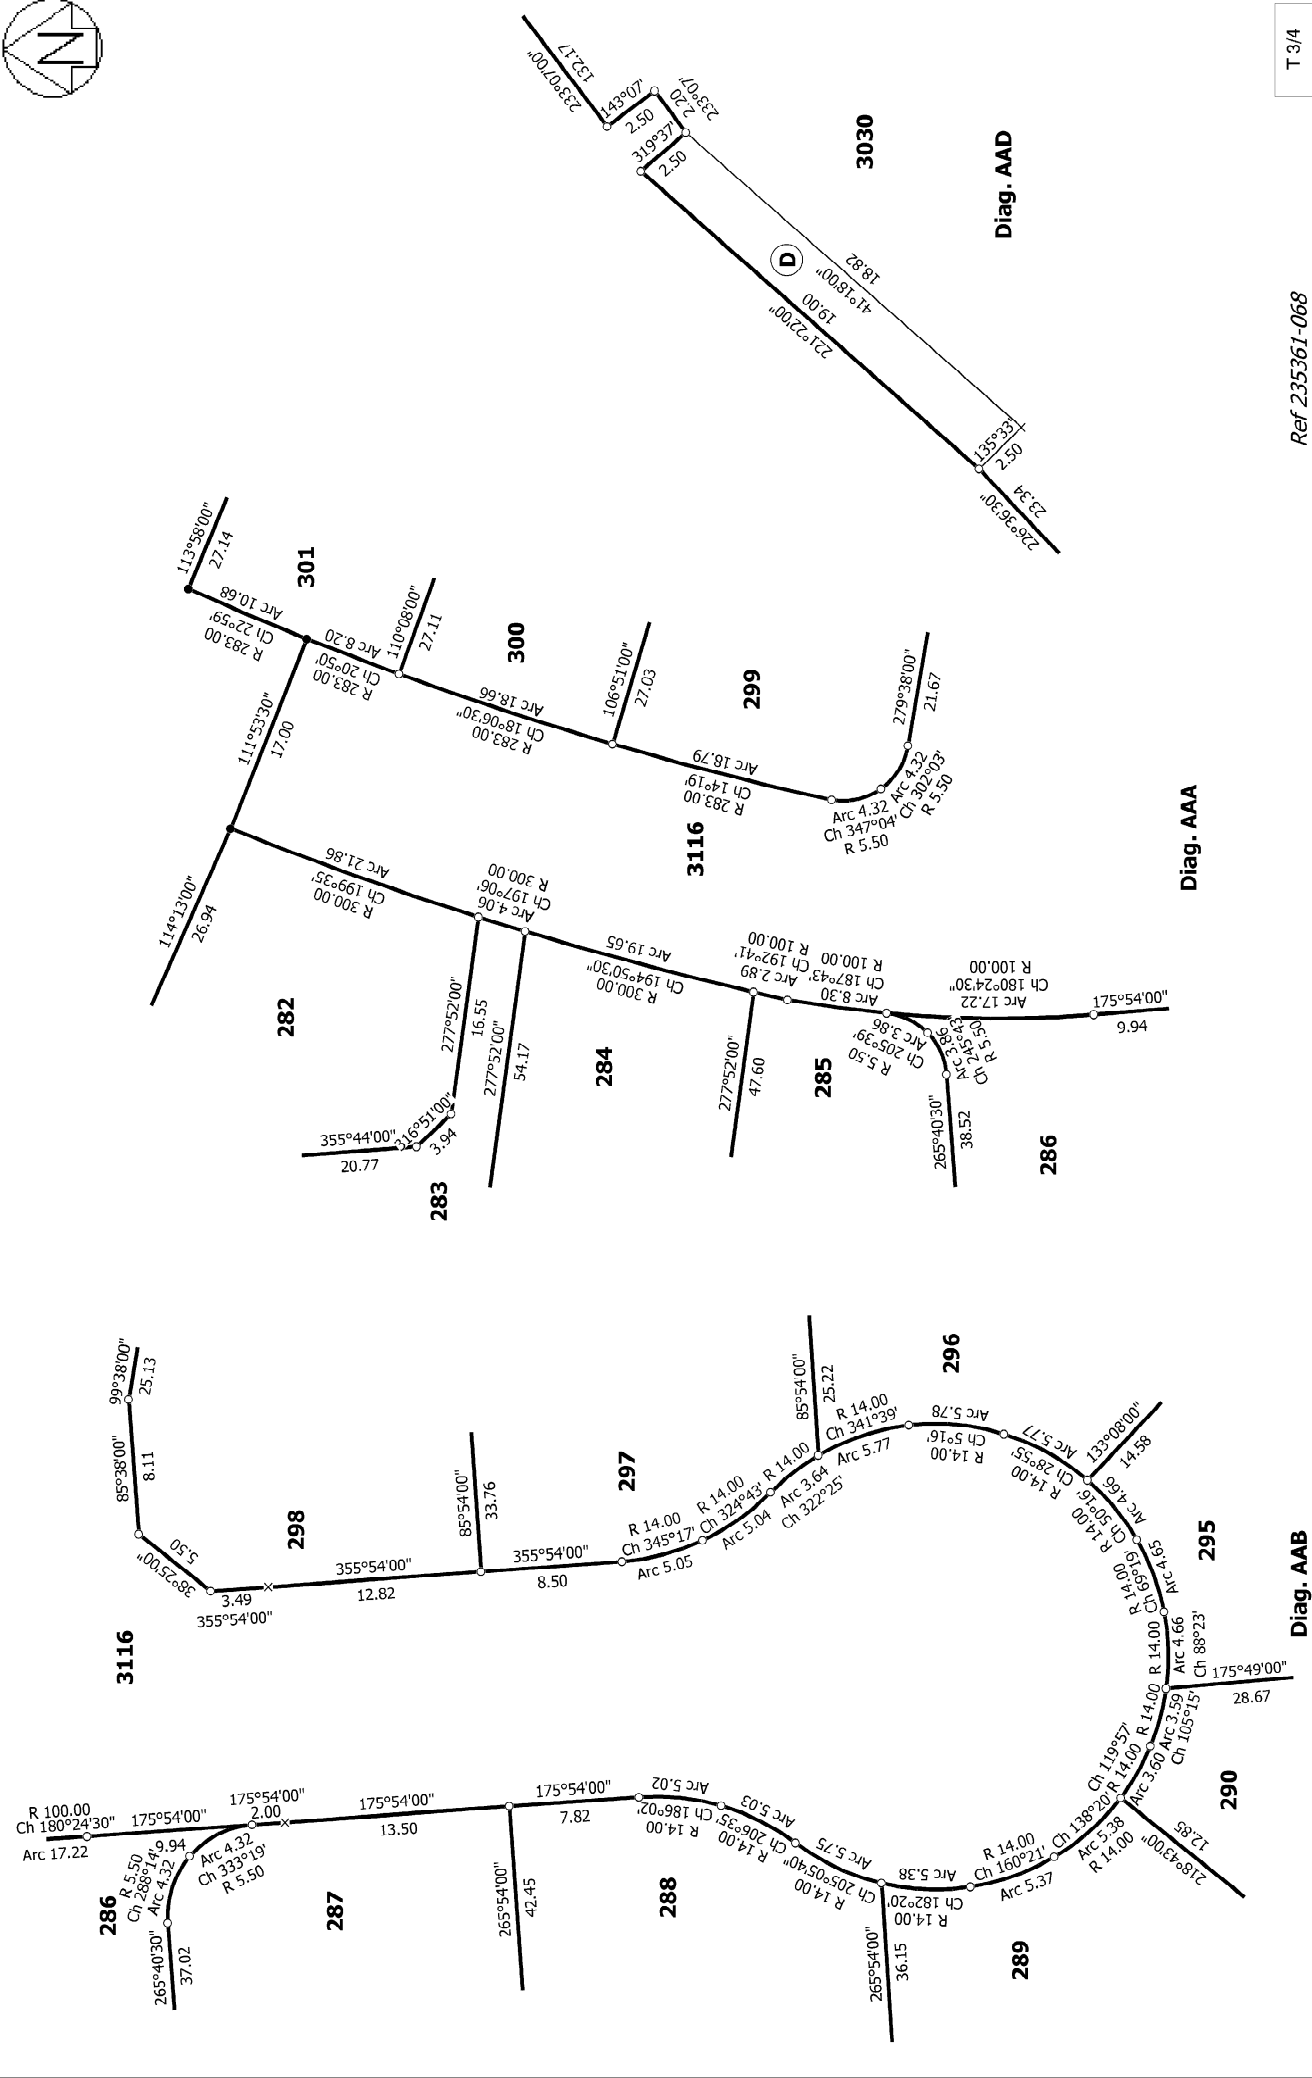 N
T 3/4
Ref 235361-068
Diag. AAB
R 100.00
Ch 180°24'30"
Arc 17.22
175°54'00"
9.94
175°54'00"
2.00
R 5.50
Ch 288°14'
Arc 4.32
Arc 4.32
Ch 333°19'
R 5.50
286
265°40'30"
37.02
175°54'00"
13.50
287
265°54'00"
42.45
175°54'00"
7.82
288
Arc 5.02
Ch 186°02'
R 14.00
Arc 5.03
Ch 206°35'
R 14.00
Arc 5.75
Ch 205°05'40"
R 14.00
265°54'00"
36.15
Arc 5.38
Ch 182°20'
R 14.00
289
R 14.00
Ch 160°21'
Arc 5.37
Ch 138°20'
Arc 5.38
R 14.00
218°43'00"
12.85
Ch 119°57'
R 14.00
Arc 3.60
290
R 14.00
Arc 3.59
Ch 105°15'
175°49'00"
28.67
R 14.00
Arc 4.66
Ch 88°23'
295
Arc 4.65
Ch 69°19'
R 14.00
Arc 4.66
Ch 50°16'
R 14.00
133°08'00"
14.58
Arc 5.77
Ch 28°55'
R 14.00
Arc 5.78
Ch 5°16'
R 14.00
296
R 14.00
Ch 341°39'
Arc 5.77
85°54'00"
25.22
R 14.00
Arc 3.64
Ch 322°25'
R 14.00
Ch 324°43'
Arc 5.04
297
R 14.00
Ch 345°17'
Arc 5.05
355°54'00"
8.50
85°54'00"
33.76
355°54'00"
12.82
298
3.49
355°54'00"
38°25'00"
5.50
85°38'00"
8.11
99°38'00"
25.13
3116
Diag. AAA
114°13'00"
26.94
111°53'30"
17.00
282
Arc 21.86
Ch 199°35'
R 300.00
Arc 4.06
Ch 197°06'
R 300.00
277°52'00"
16.55
316°51'00"
3.94
355°44'00"
20.77
283
277°52'00"
54.17
Arc 19.65
Ch 194°50'30"
R 300.00
284
277°52'00"
47.60
Arc 2.89
Ch 192°41'
R 100.00
Arc 8.30
Ch 187°43'
R 100.00
285
Arc 3.86
Ch 205°39'
R 5.50
Arc 3.86
Ch 245°43'
R 5.50
265°40'30"
38.52
286
Arc 17.22
Ch 180°24'30"
R 100.00
175°54'00"
9.94
113°58'00"
27.14
Arc 10.68
Ch 22°59'
R 283.00
301
Arc 8.20
Ch 20°50'
R 283.00
110°08'00"
27.11
300
Arc 18.66
Ch 18°06'30"
R 283.00
106°51'00"
27.03
299
Arc 18.79
Ch 14°19'
R 283.00
3116
Arc 4.32
Ch 347°04'
R 5.50
Arc 4.32
Ch 302°03'
R 5.50
279°38'00"
21.67
Diag. AAD
233°07'00"
132.17
143°07'
2.50
2.20
233°07'
319°37'
2.50
3030
D
221°22'00"
19.00
41°18'00"
18.82
135°33'
2.50
226°36'30"
23.34